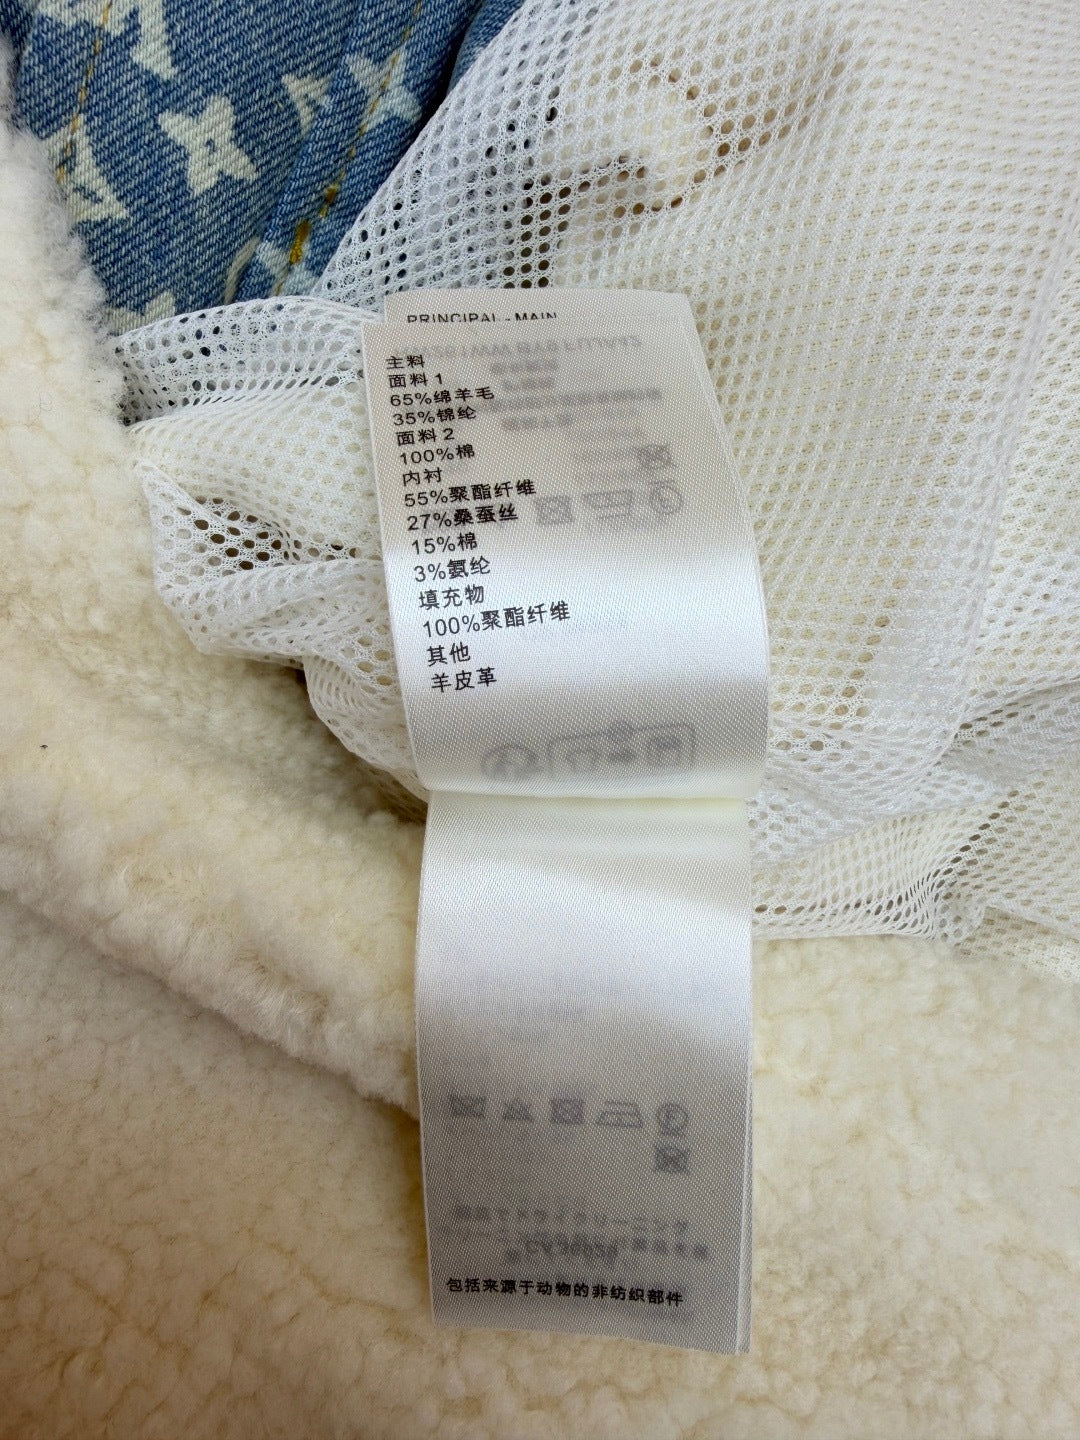 PRINCIPAL - MAIN
主料
面料 1
65%绵羊毛
35%锦纶
面料 2
100%棉
内衬
55%聚酯纤维
27%桑蚕丝
15%棉
3%氨纶
填充物
100%聚酯纤维
其他
羊皮革
包括来源于动物的非纺织部件